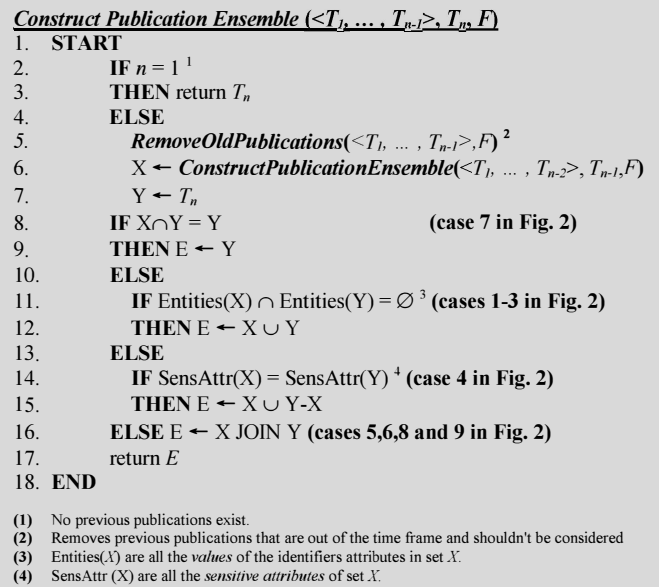 Construct Publication Ensemble (<T1, … , Tn-1>, Tn, F)
1. START
2. IF n = 1 1
3. THEN return Tn
4. ELSE
5. RemoveOldPublications(<T1, … , Tn-1>,F) 2
6. X ← ConstructPublicationEnsemble(<T1, … , Tn-2>, Tn-1,F)
7. Y ← Tn
8. IF X∩Y = Y (case 7 in Fig. 2)
9. THEN E ← Y
10. ELSE
11. IF Entities(X) ∩ Entities(Y) = ∅ 3 (cases 1-3 in Fig. 2)
12. THEN E ← X ∪ Y
13. ELSE
14. IF SensAttr(X) = SensAttr(Y) 4 (case 4 in Fig. 2)
15. THEN E ← X ∪ Y-X
16. ELSE E ← X JOIN Y (cases 5,6,8 and 9 in Fig. 2)
17. return E
18. END
(1) No previous publications exist.
(2) Removes previous publications that are out of the time frame and shouldn't be considered
(3) Entities(X) are all the values of the identifiers attributes in set X.
(4) SensAttr (X) are all the sensitive attributes of set X.